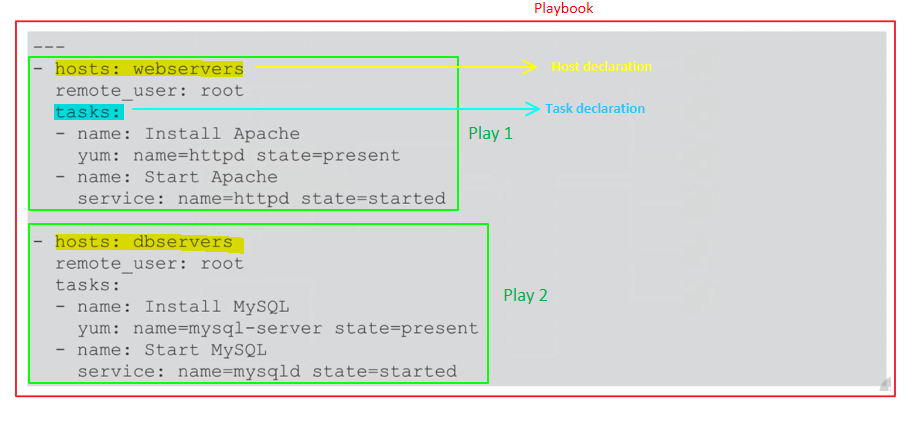 Playbook
---
- hosts: webservers
Host declaration
remote_user: root
tasks:
Task declaration
- name: Install Apache
Play 1
yum: name=httpd state=present
- name: Start Apache
service: name=httpd state=started
- hosts: dbservers
remote_user: root
tasks:
Play 2
- name: Install MySQL
yum: name=mysql-server state=present
- name: Start MySQL
service: name=mysqld state=started